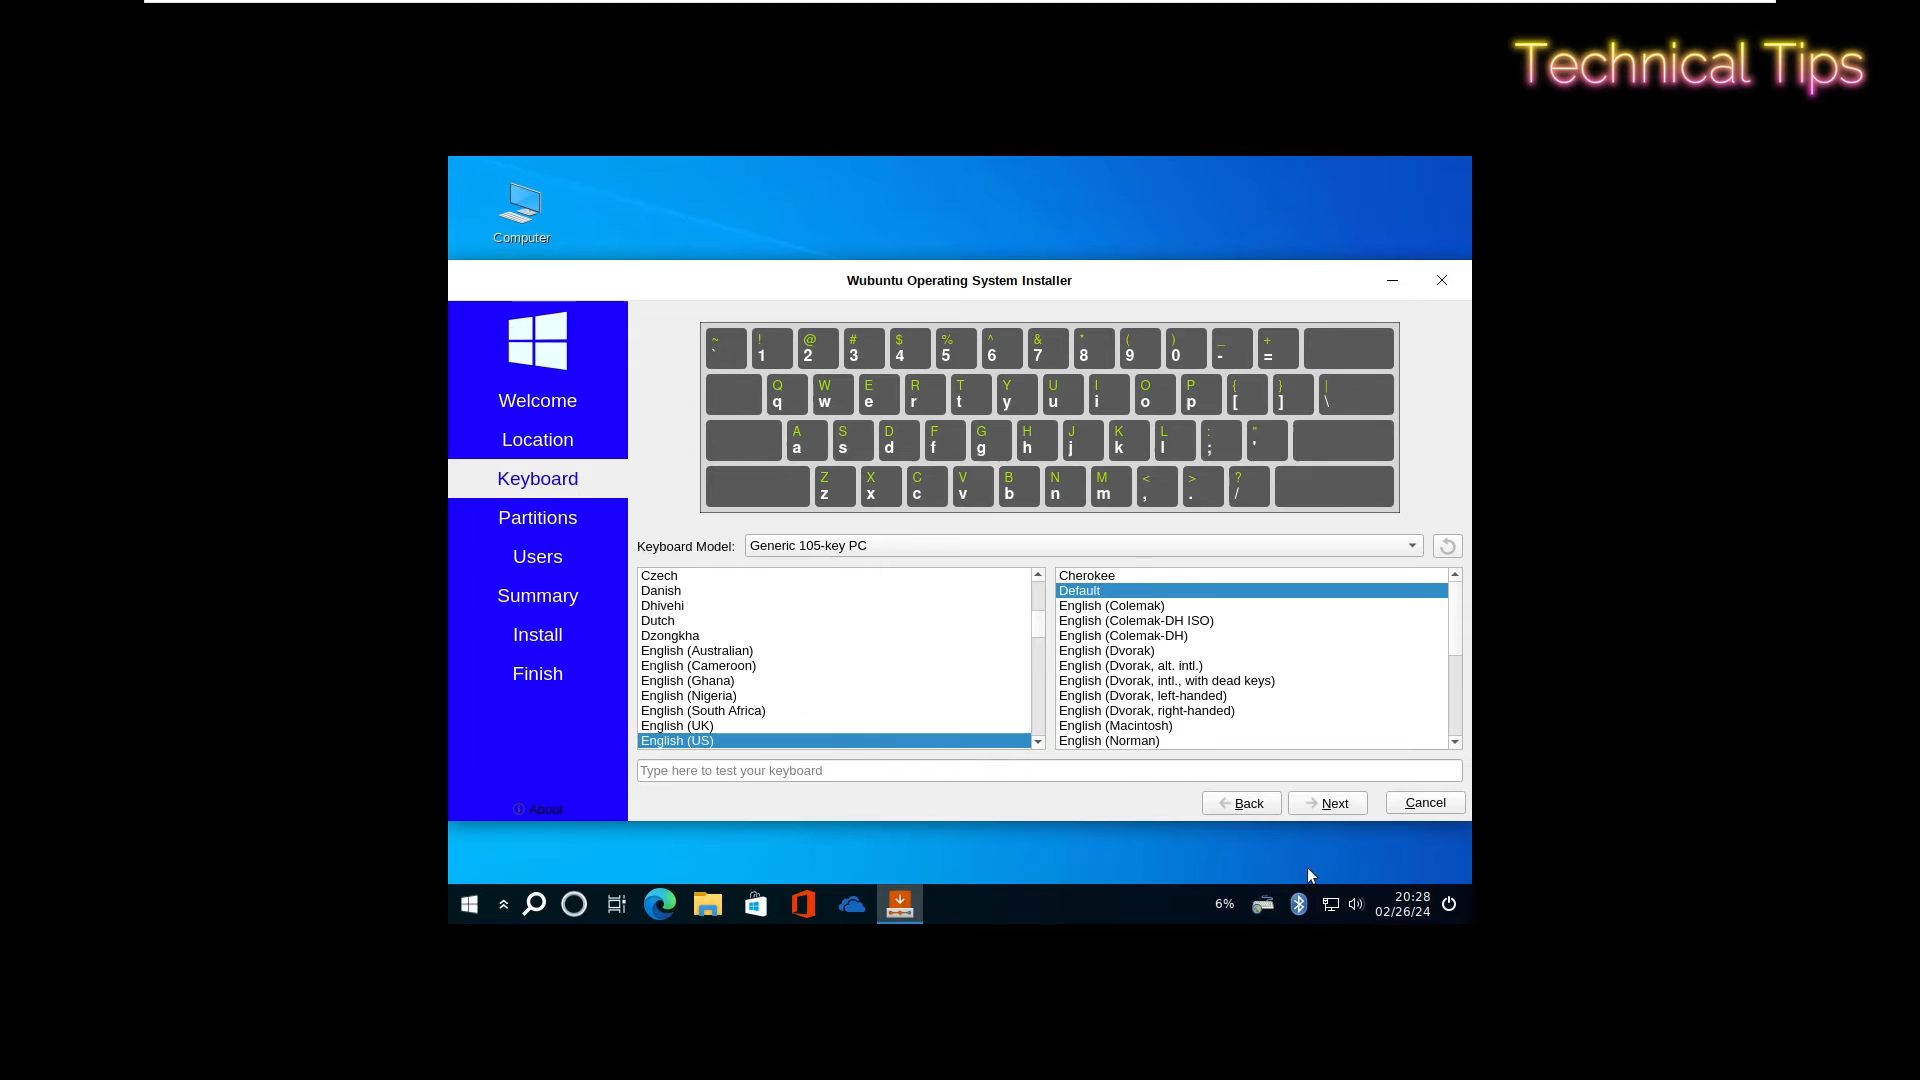 Technical Tips
Computer
Wubuntu Operating System Installer
Welcome
Location
Keyboard
Partitions
Users
Summary
Install
Finish
About
~ ! @ # $ % ^ & * ( ) _ +
` 1 2 3 4 5 6 7 8 9 0 - =
Q W E R T Y U I O P { } |
q w e r t y u i o p [ ] \
A S D F G H J K L : "
a s d f g h j k l ; '
Z X C V B N M < > ?
z x c v b n m , . /
Keyboard Model: Generic 105-key PC
Czech
Danish
Dhivehi
Dutch
Dzongkha
English (Australian)
English (Cameroon)
English (Ghana)
English (Nigeria)
English (South Africa)
English (UK)
English (US)
Cherokee
Default
English (Colemak)
English (Colemak-DH ISO)
English (Colemak-DH)
English (Dvorak)
English (Dvorak, alt. intl.)
English (Dvorak, intl., with dead keys)
English (Dvorak, left-handed)
English (Dvorak, right-handed)
English (Macintosh)
English (Norman)
Type here to test your keyboard
Back Next Cancel
6%
20:28
02/26/24